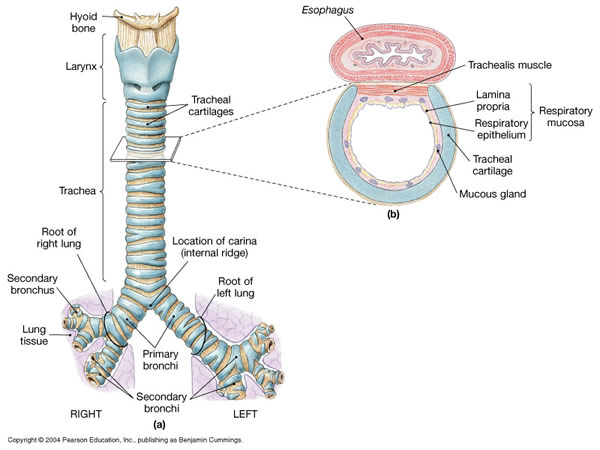 Hyoid
bone
Larynx
Tracheal
cartilages
Trachea
Root of
right lung
Location of carina
(internal ridge)
Root of
left lung
Secondary
bronchus
Lung
tissue
Primary
bronchi
Secondary
bronchi
RIGHT
LEFT
(a)
Esophagus
Trachealis muscle
Lamina
propria
Respiratory
epithelium
Respiratory
mucosa
Tracheal
cartilage
Mucous gland
(b)
Copyright © 2004 Pearson Education, Inc., publishing as Benjamin Cummings.